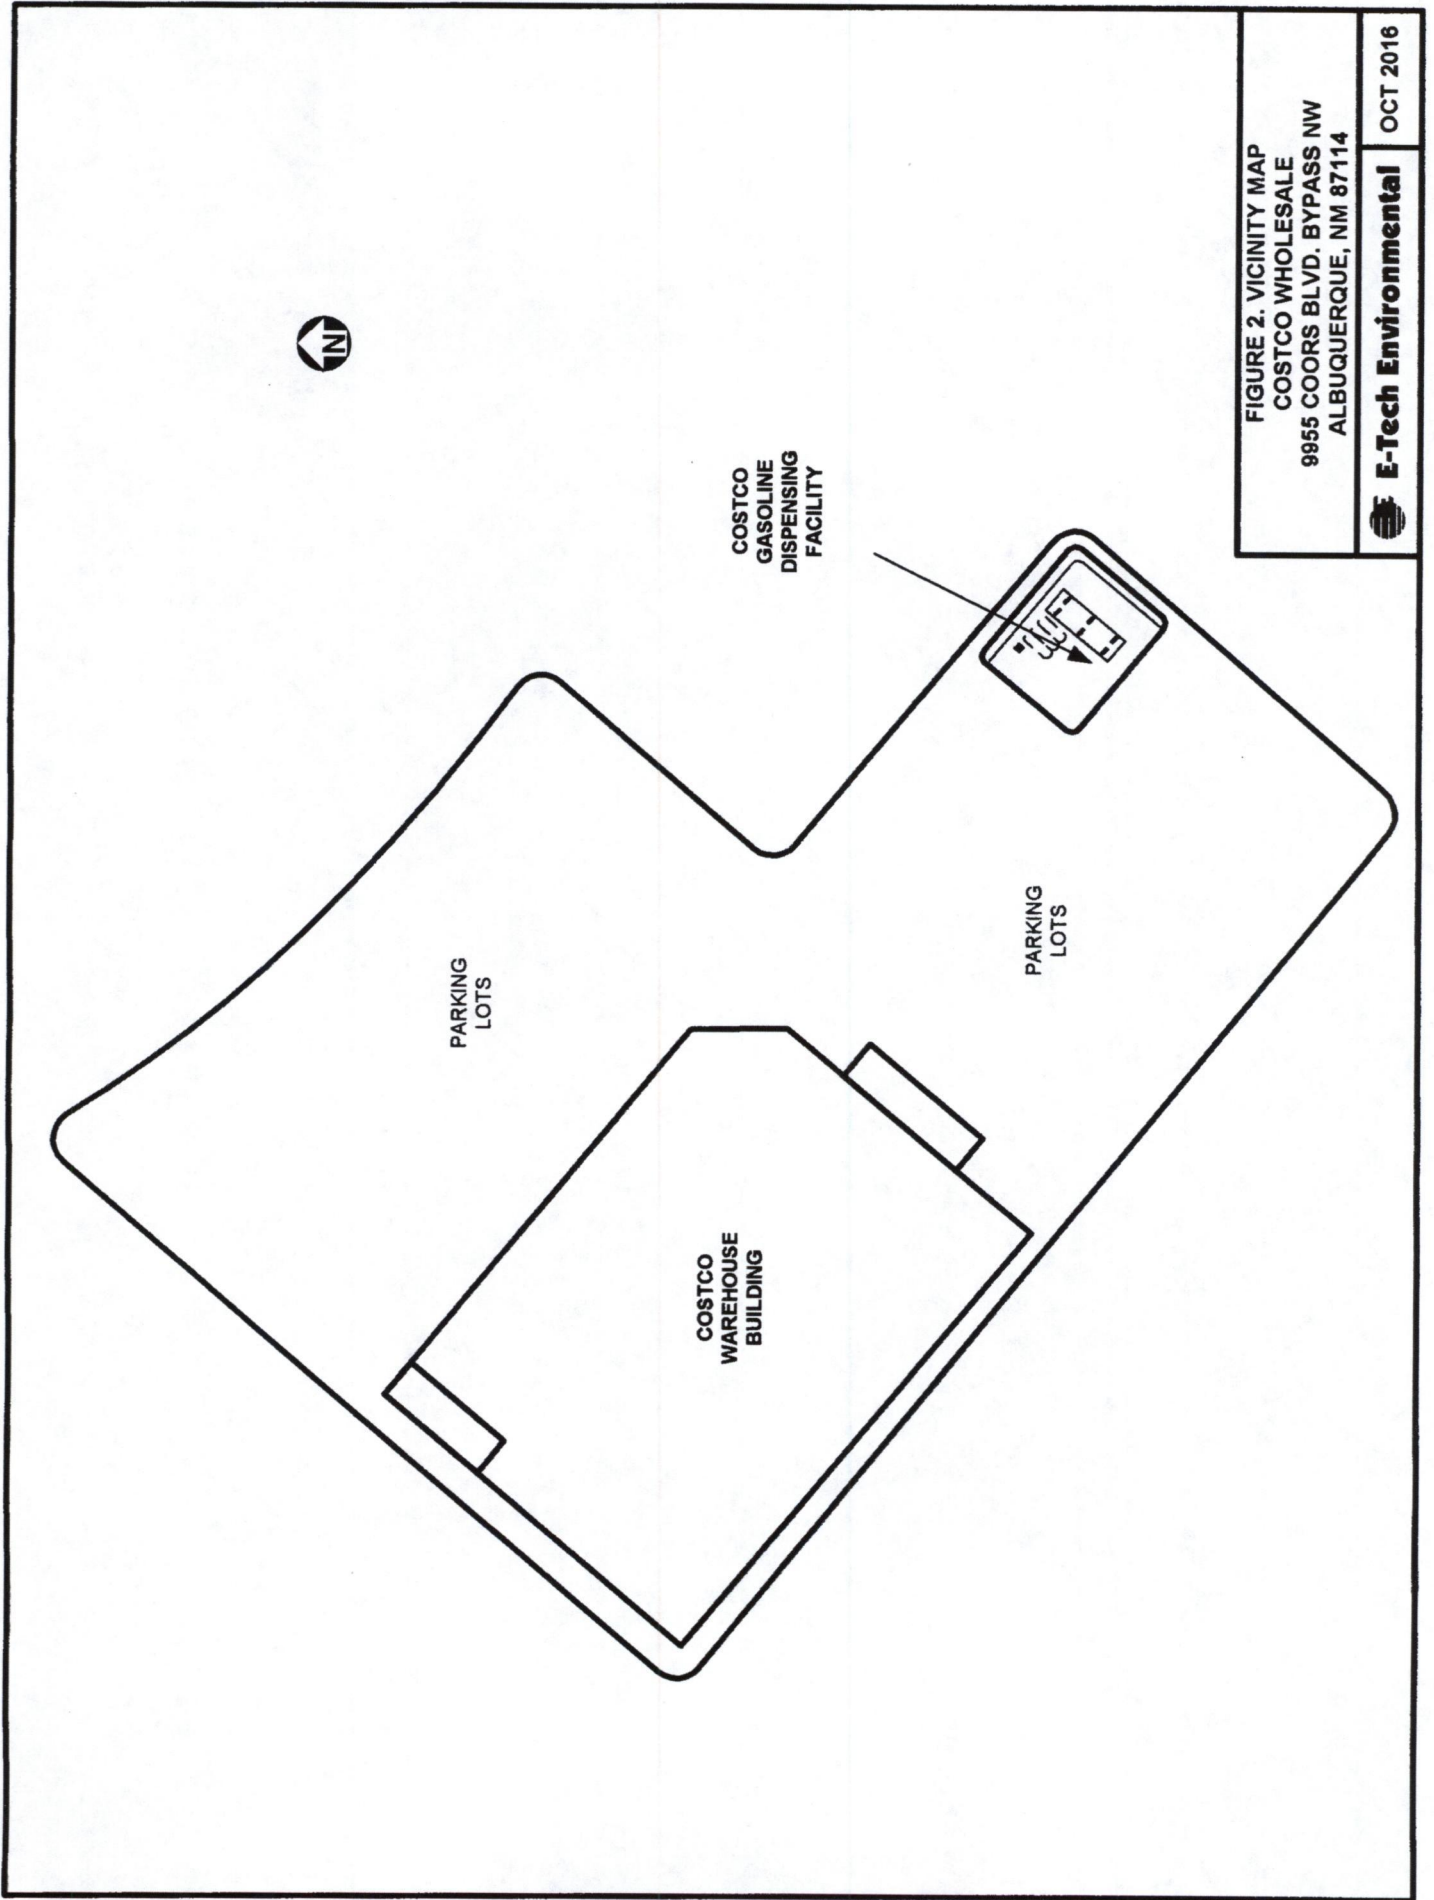 N
COSTCO
GASOLINE
DISPENSING
FACILITY
PARKING
LOTS
PARKING
LOTS
COSTCO
WAREHOUSE
BUILDING
FIGURE 2. VICINITY MAP
COSTCO WHOLESALE
9955 COORS BLVD. BYPASS NW
ALBUQUERQUE, NM 87114
E-Tech Environmental
OCT 2016